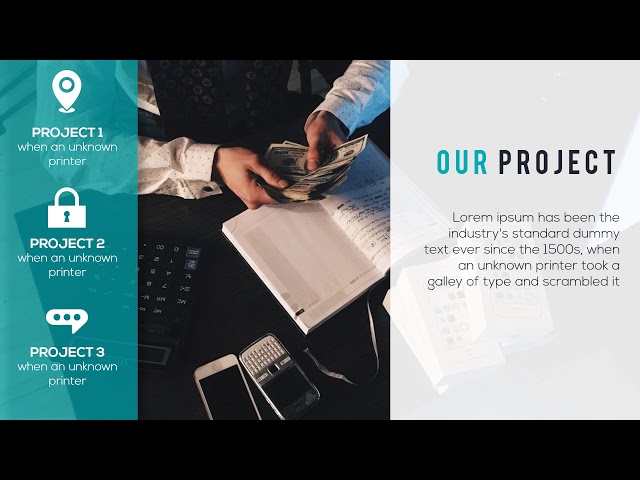 PROJECT 1
when an unknown
printer
PROJECT 2
when an unknown
printer
PROJECT 3
when an unknown
printer
OUR PROJECT
Lorem ipsum has been the
industry's standard dummy
text ever since the 1500s, when
an unknown printer took a
galley of type and scrambled it